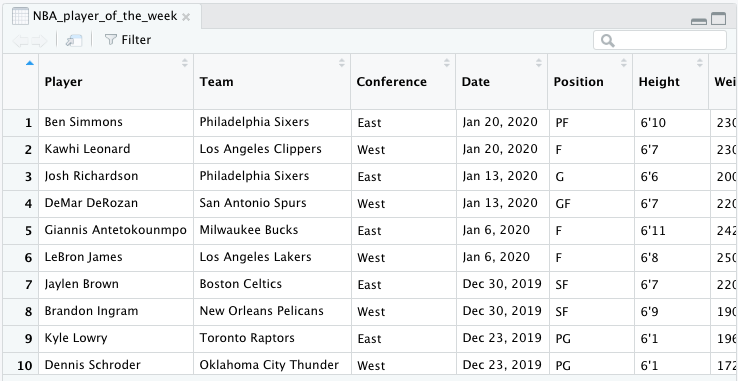 NBA_player_of_the_week
Filter
Player Team Conference Date Position Height Wei
1 Ben Simmons Philadelphia Sixers East Jan 20, 2020 PF 6'10 230
2 Kawhi Leonard Los Angeles Clippers West Jan 20, 2020 F 6'7 230
3 Josh Richardson Philadelphia Sixers East Jan 13, 2020 G 6'6 200
4 DeMar DeRozan San Antonio Spurs West Jan 13, 2020 GF 6'7 220
5 Giannis Antetokounmpo Milwaukee Bucks East Jan 6, 2020 F 6'11 242
6 LeBron James Los Angeles Lakers West Jan 6, 2020 F 6'8 250
7 Jaylen Brown Boston Celtics East Dec 30, 2019 SF 6'7 220
8 Brandon Ingram New Orleans Pelicans West Dec 30, 2019 SF 6'9 190
9 Kyle Lowry Toronto Raptors East Dec 23, 2019 PG 6'1 196
10 Dennis Schroder Oklahoma City Thunder West Dec 23, 2019 PG 6'1 172